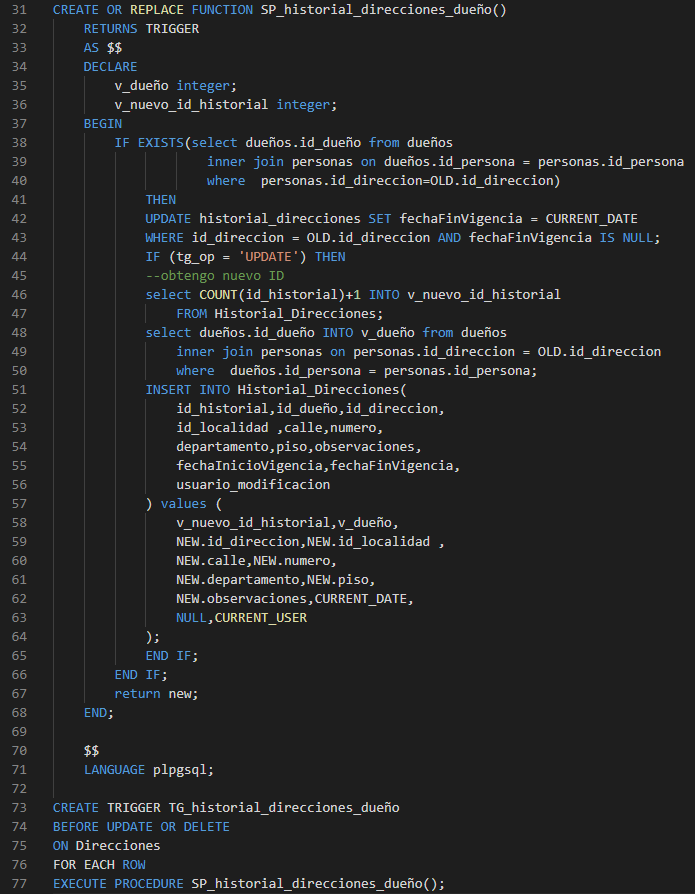 31 CREATE OR REPLACE FUNCTION SP_historial_direcciones_dueño()
32 RETURNS TRIGGER
33 AS $$
34 DECLARE
35 v_dueño integer;
36 v_nuevo_id_historial integer;
37 BEGIN
38 IF EXISTS(select dueños.id_dueño from dueños
39 inner join personas on dueños.id_persona = personas.id_persona
40 where  personas.id_direccion=OLD.id_direccion)
41 THEN
42 UPDATE historial_direcciones SET fechaFinVigencia = CURRENT_DATE
43 WHERE id_direccion = OLD.id_direccion AND fechaFinVigencia IS NULL;
44 IF (tg_op = 'UPDATE') THEN
45 --obtengo nuevo ID
46 select COUNT(id_historial)+1 INTO v_nuevo_id_historial
47 FROM Historial_Direcciones;
48 select dueños.id_dueño INTO v_dueño from dueños
49 inner join personas on personas.id_direccion = OLD.id_direccion
50 where  dueños.id_persona = personas.id_persona;
51 INSERT INTO Historial_Direcciones(
52 id_historial,id_dueño,id_direccion,
53 id_localidad ,calle,numero,
54 departamento,piso,observaciones,
55 fechaInicioVigencia,fechaFinVigencia,
56 usuario_modificacion
57 ) values (
58 v_nuevo_id_historial,v_dueño,
59 NEW.id_direccion,NEW.id_localidad ,
60 NEW.calle,NEW.numero,
61 NEW.departamento,NEW.piso,
62 NEW.observaciones,CURRENT_DATE,
63 NULL,CURRENT_USER
64 );
65 END IF;
66 END IF;
67 return new;
68 END;
69
70 $$
71 LANGUAGE plpgsql;
72
73 CREATE TRIGGER TG_historial_direcciones_dueño
74 BEFORE UPDATE OR DELETE
75 ON Direcciones
76 FOR EACH ROW
77 EXECUTE PROCEDURE SP_historial_direcciones_dueño();